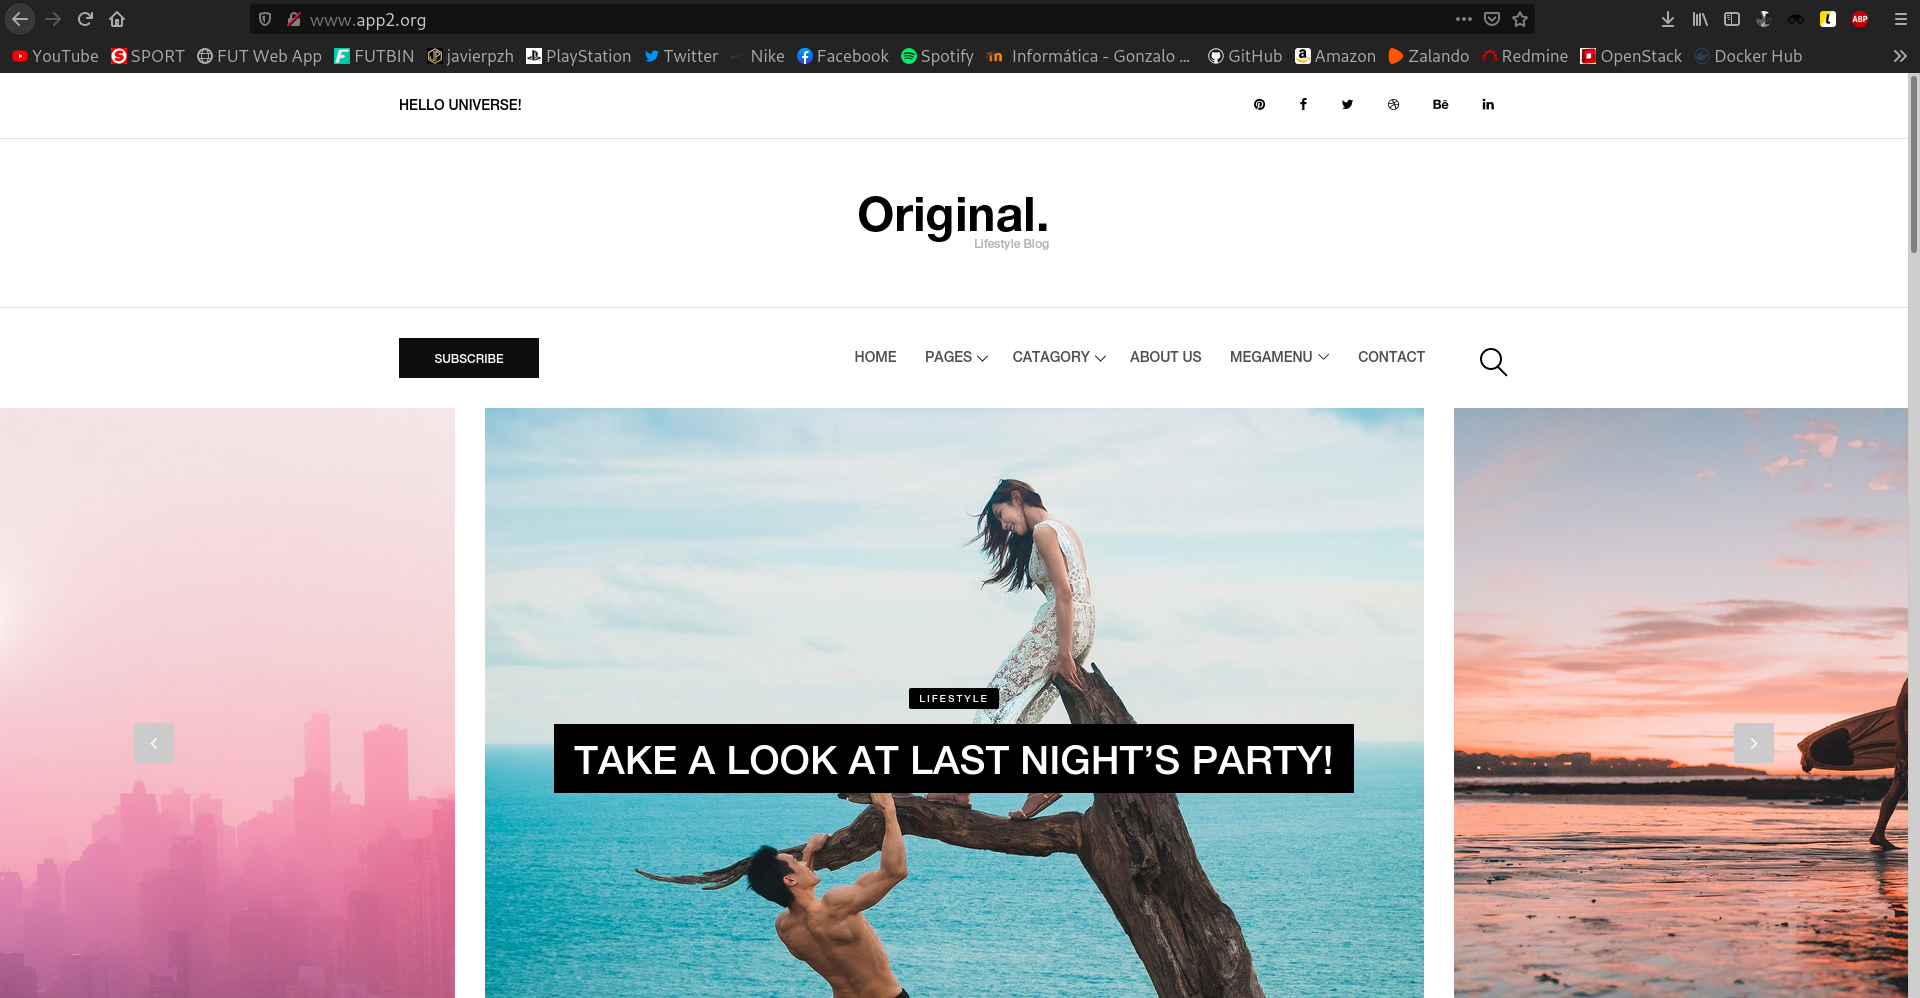 www.app2.org
ABP
YouTube SPORT FUT Web App FUTBIN javierpzh PlayStation Twitter Nike Facebook Spotify Informática - Gonzalo ... GitHub Amazon Zalando Redmine OpenStack Docker Hub
HELLO UNIVERSE!
Bē in
Original.
Lifestyle Blog
SUBSCRIBE
HOME PAGES CATAGORY ABOUT US MEGAMENU CONTACT
LIFESTYLE
TAKE A LOOK AT LAST NIGHT’S PARTY!